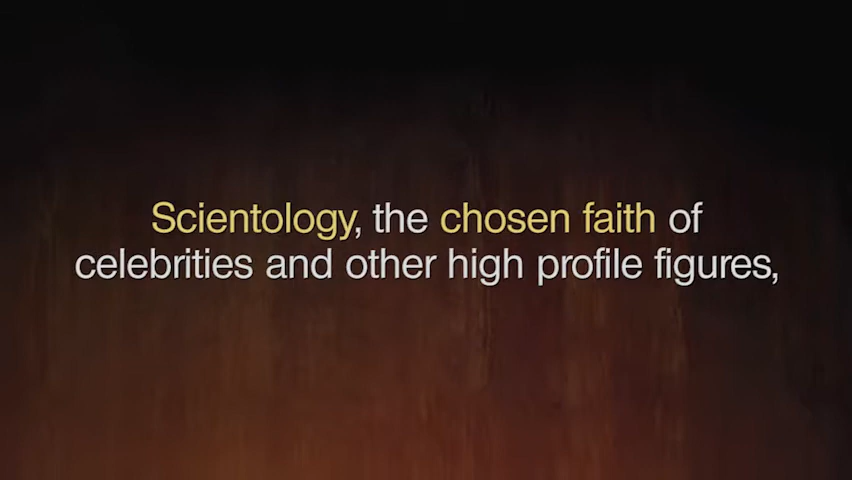 Scientology, the chosen faith of
celebrities and other high profile figures,